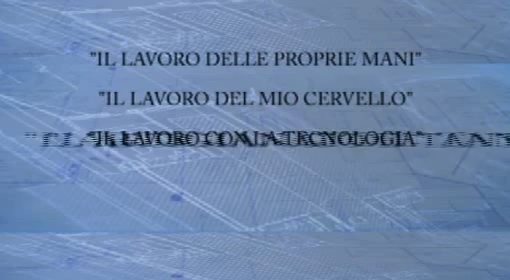 "IL LAVORO DELLE PROPRIE MANI"
"IL LAVORO DEL MIO CERVELLO"
"IL LAVORO CON LA TECNOLOGIA"